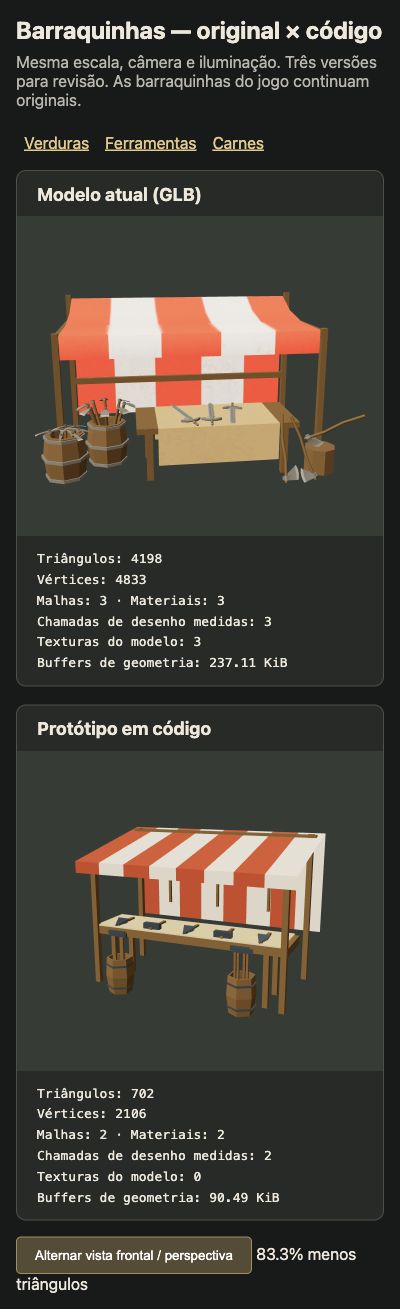 Barraquinhas — original × código
Mesma escala, câmera e iluminação. Três versões
para revisão. As barraquinhas do jogo continuam
originais.
Verduras Ferramentas Carnes
Modelo atual (GLB)
Triângulos: 4198
Vértices: 4833
Malhas: 3 · Materiais: 3
Chamadas de desenho medidas: 3
Texturas do modelo: 3
Buffers de geometria: 237.11 KiB
Protótipo em código
Triângulos: 702
Vértices: 2106
Malhas: 2 · Materiais: 2
Chamadas de desenho medidas: 2
Texturas do modelo: 0
Buffers de geometria: 90.49 KiB
Alternar vista frontal / perspectiva 83.3% menos
triângulos